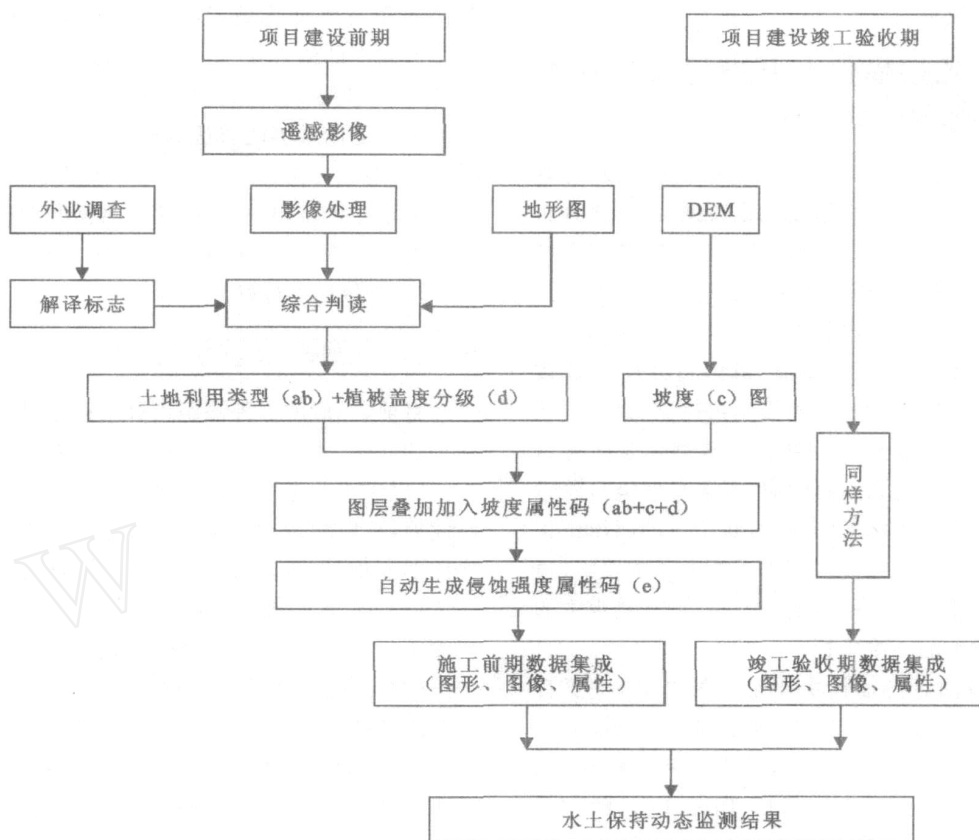 项目建设前期
项目建设竣工验收期
遥感影像
外业调查
影像处理
地形图
DEM
解译标志
综合判读
土地利用类型（ab）+植被盖度分级（d）
坡度（c）图
同样方法
图层叠加加入坡度属性码（ab+c+d）
自动生成侵蚀强度属性码（e）
施工前期数据集成
（图形、图像、属性）
竣工验收期数据集成
（图形、图像、属性）
水土保持动态监测结果
W